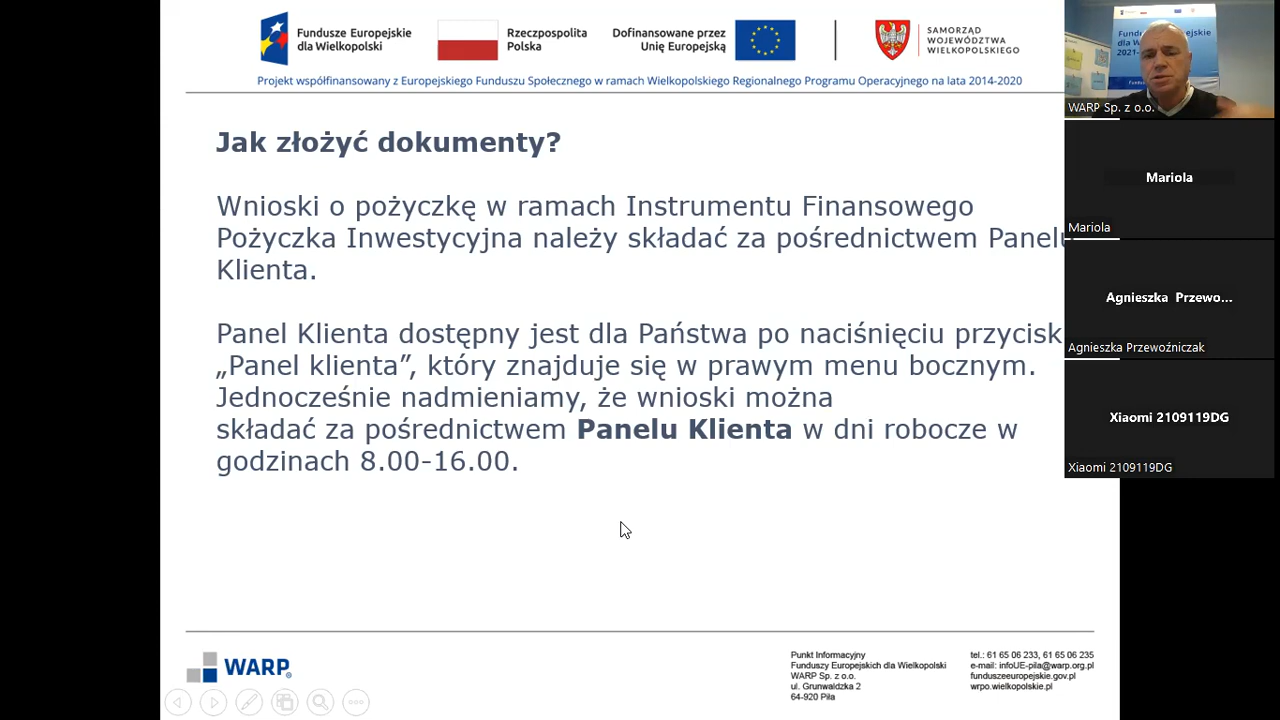 Fundusze Europejskie
dla Wielkopolski
Rzeczpospolita
Polska
Dofinansowane przez
Unię Europejską
SAMORZĄD
WOJEWÓDZTWA
WIELKOPOLSKIEGO
Projekt współfinansowany z Europejskiego Funduszu Społecznego w ramach Wielkopolskiego Regionalnego Programu Operacyjnego na lata 2014-2020
Jak złożyć dokumenty?
Wnioski o pożyczkę w ramach Instrumentu Finansowego
Pożyczka Inwestycyjna należy składać za pośrednictwem Panelu
Klienta.
Panel Klienta dostępny jest dla Państwa po naciśnięciu przycisk
„Panel klienta”, który znajduje się w prawym menu bocznym.
Jednocześnie nadmieniamy, że wnioski można
składać za pośrednictwem Panelu Klienta w dni robocze w
godzinach 8.00-16.00.
WARP
Punkt Informacyjny
Funduszy Europejskich dla Wielkopolski
WARP Sp. z o.o.
ul. Grunwaldzka 2
64-920 Piła
tel.: 61 65 06 233, 61 65 06 235
e-mail: infoUE-pila@warp.org.pl
funduszeeuropejskie.gov.pl
wrpo.wielkopolskie.pl
WARP Sp. z o.o.
Mariola
Mariola
Agnieszka Przewo...
Agnieszka Przewoźniczak
Xiaomi 2109119DG
Xiaomi 2109119DG